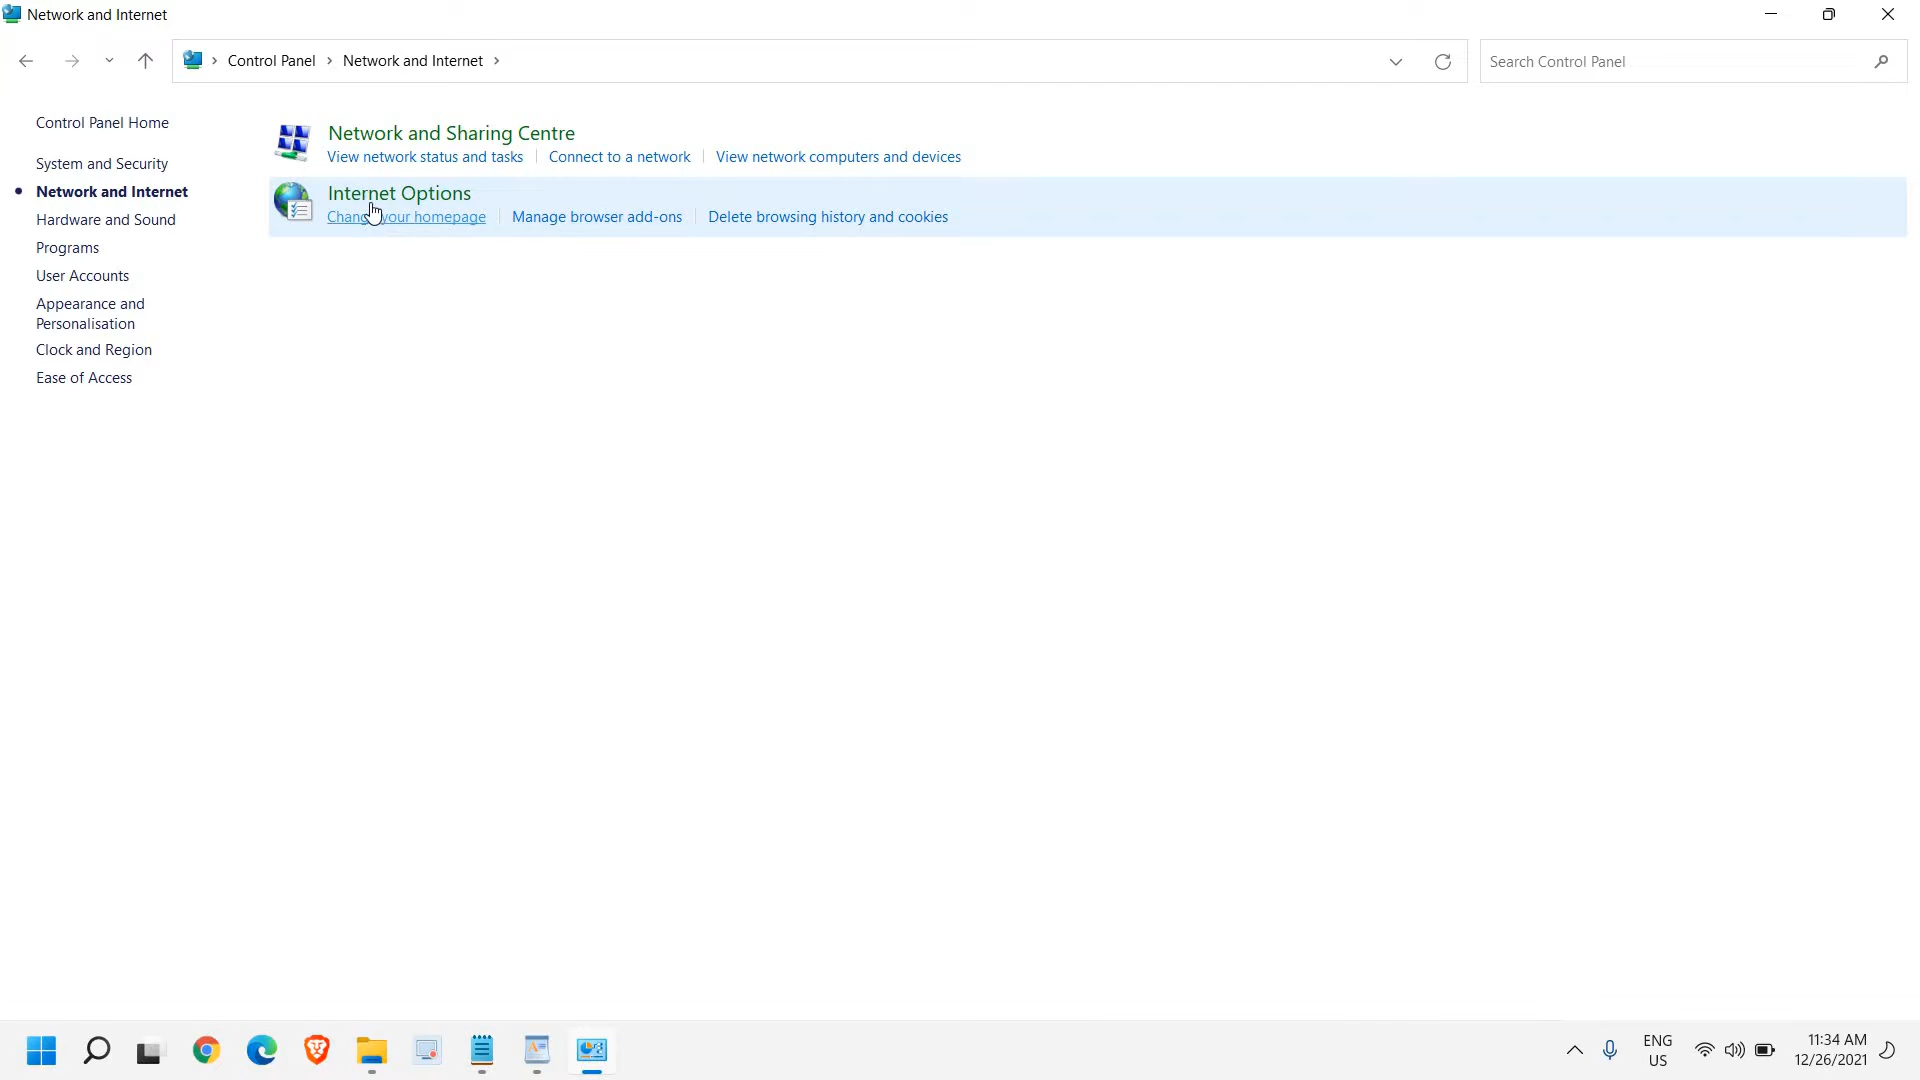 Network and Internet
Control Panel
Network and Internet
Search Control Panel
Control Panel Home
System and Security
Network and Internet
Hardware and Sound
Programs
User Accounts
Appearance and
Personalisation
Clock and Region
Ease of Access
Network and Sharing Centre
View network status and tasks
Connect to a network
View network computers and devices
Internet Options
Change your homepage
Manage browser add-ons
Delete browsing history and cookies
ENG
US
11:34 AM
12/26/2021